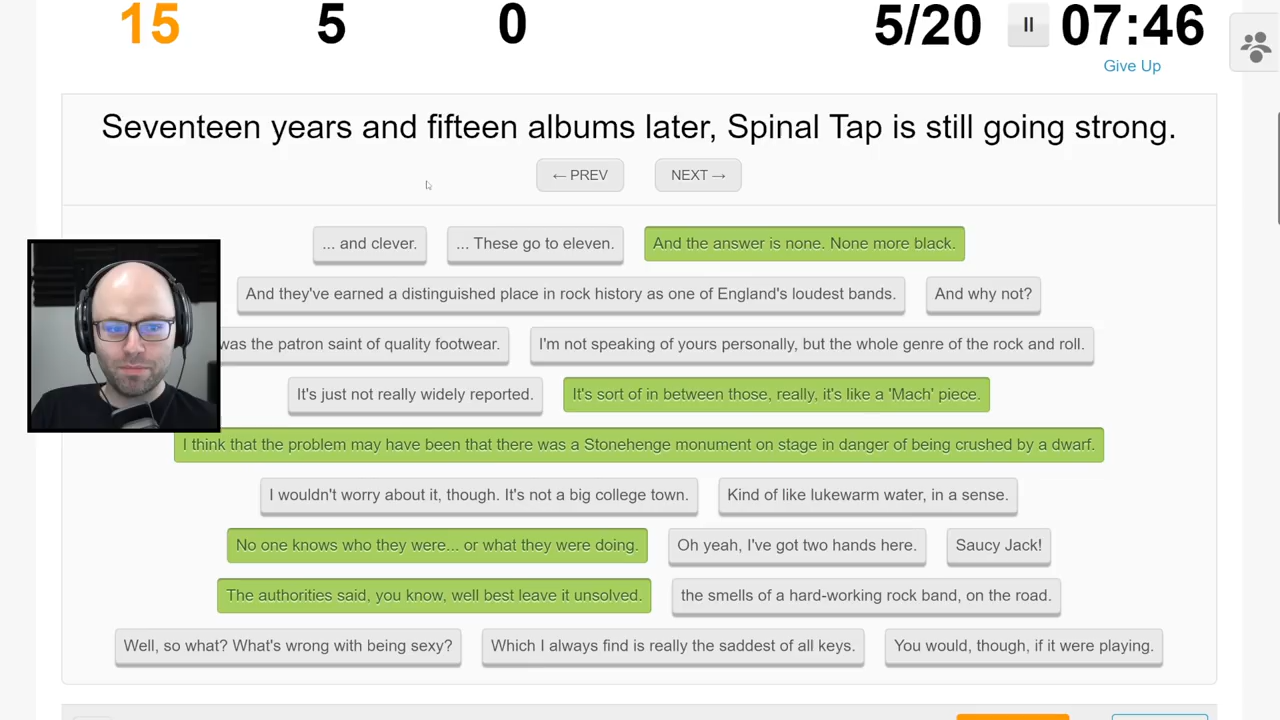 15 5 0 5/20 07:46
Give Up
Seventeen years and fifteen albums later, Spinal Tap is still going strong.
← PREV NEXT →
... and clever. ... These go to eleven. And the answer is none. None more black.
And they've earned a distinguished place in rock history as one of England's loudest bands. And why not?
was the patron saint of quality footwear. I'm not speaking of yours personally, but the whole genre of the rock and roll.
It's just not really widely reported. It's sort of in between those, really, it's like a 'Mach' piece.
I think that the problem may have been that there was a Stonehenge monument on stage in danger of being crushed by a dwarf.
I wouldn't worry about it, though. It's not a big college town. Kind of like lukewarm water, in a sense.
No one knows who they were... or what they were doing. Oh yeah, I've got two hands here. Saucy Jack!
The authorities said, you know, well best leave it unsolved. the smells of a hard-working rock band, on the road.
Well, so what? What's wrong with being sexy? Which I always find is really the saddest of all keys. You would, though, if it were playing.